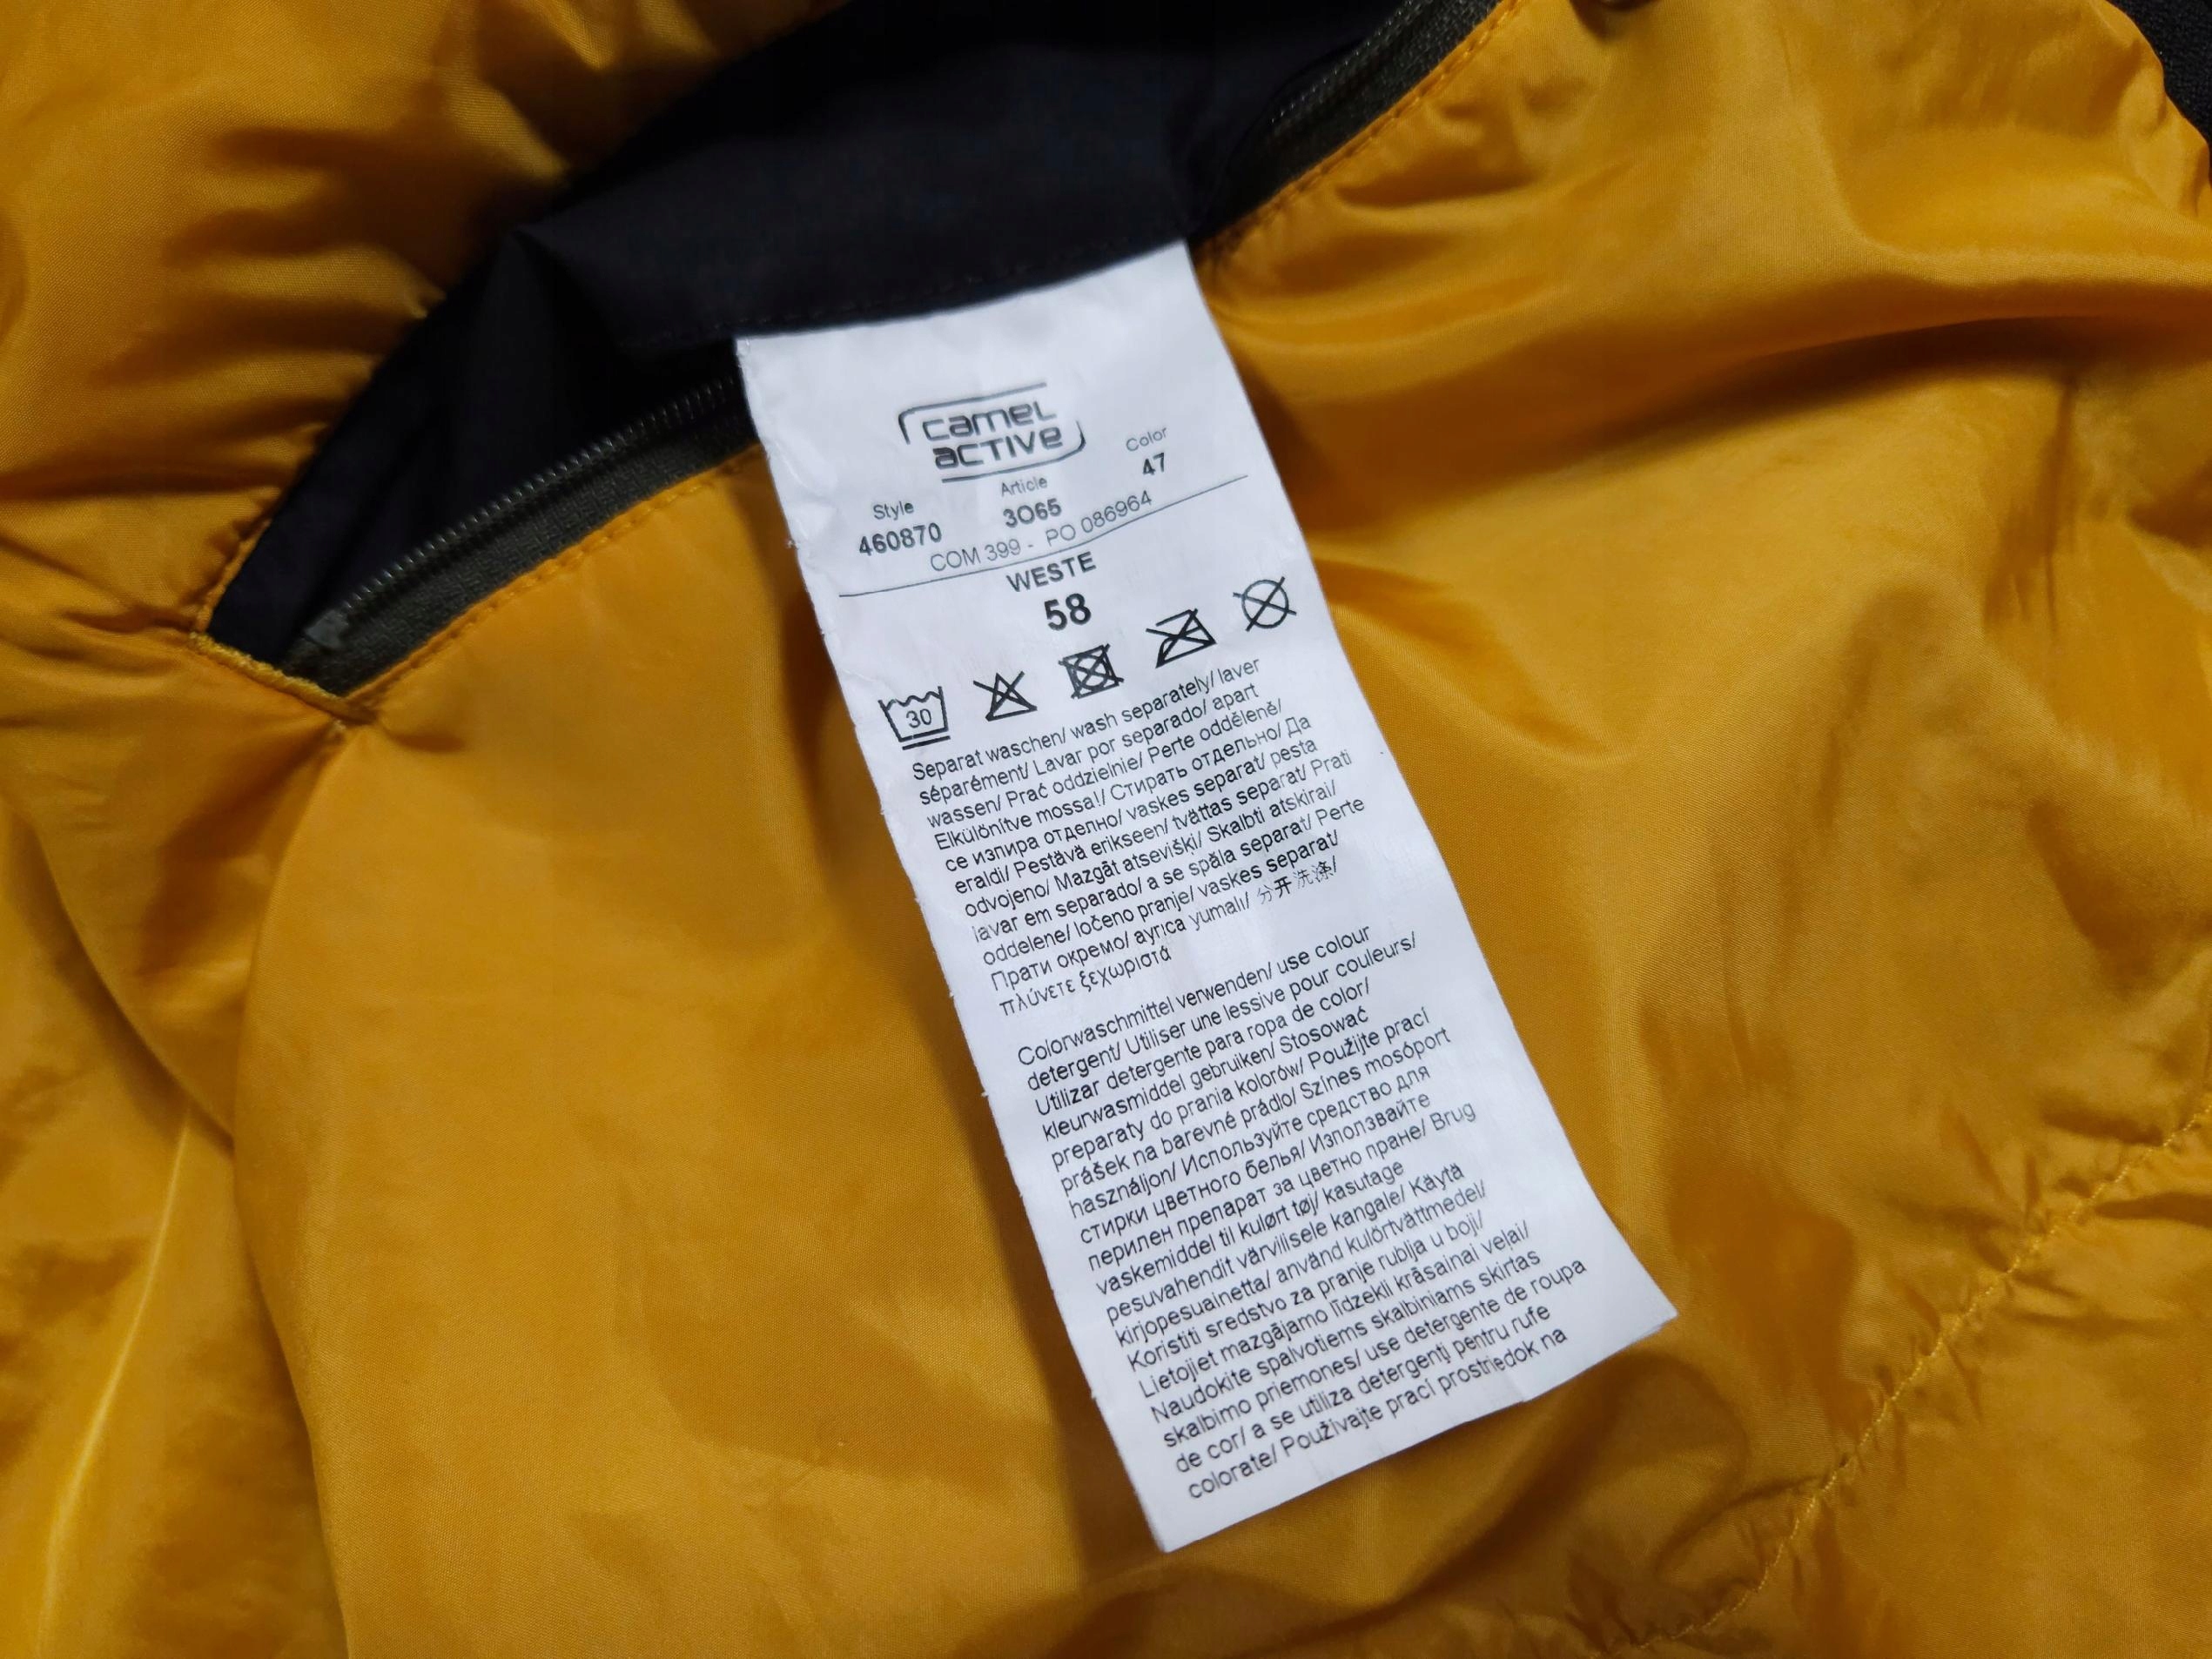 camel
active
Style Article Color
460870 3O65 47
COM 399 - PO 086964
WESTE
58
30
Separat waschen/ wash separately/ laver
séparément/ Lavar por separado/ apart
wassen/ Prać oddzielnie/ Perte odděleně/
Elkülönítve mossa!/ Стирать отдельно/ Да
се изпира отделно/ vaskes separat/ pesta
eraldi/ Pestävä erikseen/ tvättas separat/ Prati
odvojeno/ Mazgāt atsevišķi/ Skalbti atskirai/
lavar em separado/ a se spăla separat/ Perte
oddelene/ ločeno pranje/ vaskes separat/
Прати окремо/ ayrıca yumalı/ 分开洗涤/
πλύνετε ξεχωριστά
Colorwaschmittel verwenden/ use colour
detergent/ Utiliser une lessive pour couleurs/
Utilizar detergente para ropa de color/
kleurwasmiddel gebruiken/ Stosować
preparaty do prania kolorów/ Použijte prací
prášek na barevné prádlo/ Színes mosóport
használjon/ Используйте средство для
стирки цветного белья/ Използвайте
перилен препарат за цветно пране/ Brug
vaskemiddel til kulørt tøj/ kasutage
pesuvahendit värvilisele kangale/ Käytä
kirjopesuainetta/ använd kulörtvättmedel/
Koristiti sredstvo za pranje rublja u boji/
Lietojiet mazgājamo līdzekli krāsainai veļai/
Naudokite spalvotiems skalbiniams skirtas
skalbimo priemones/ use detergente de roupa
de cor/ a se utiliza detergenţi pentru rufe
colorate/ Používajte prací prostriedok na